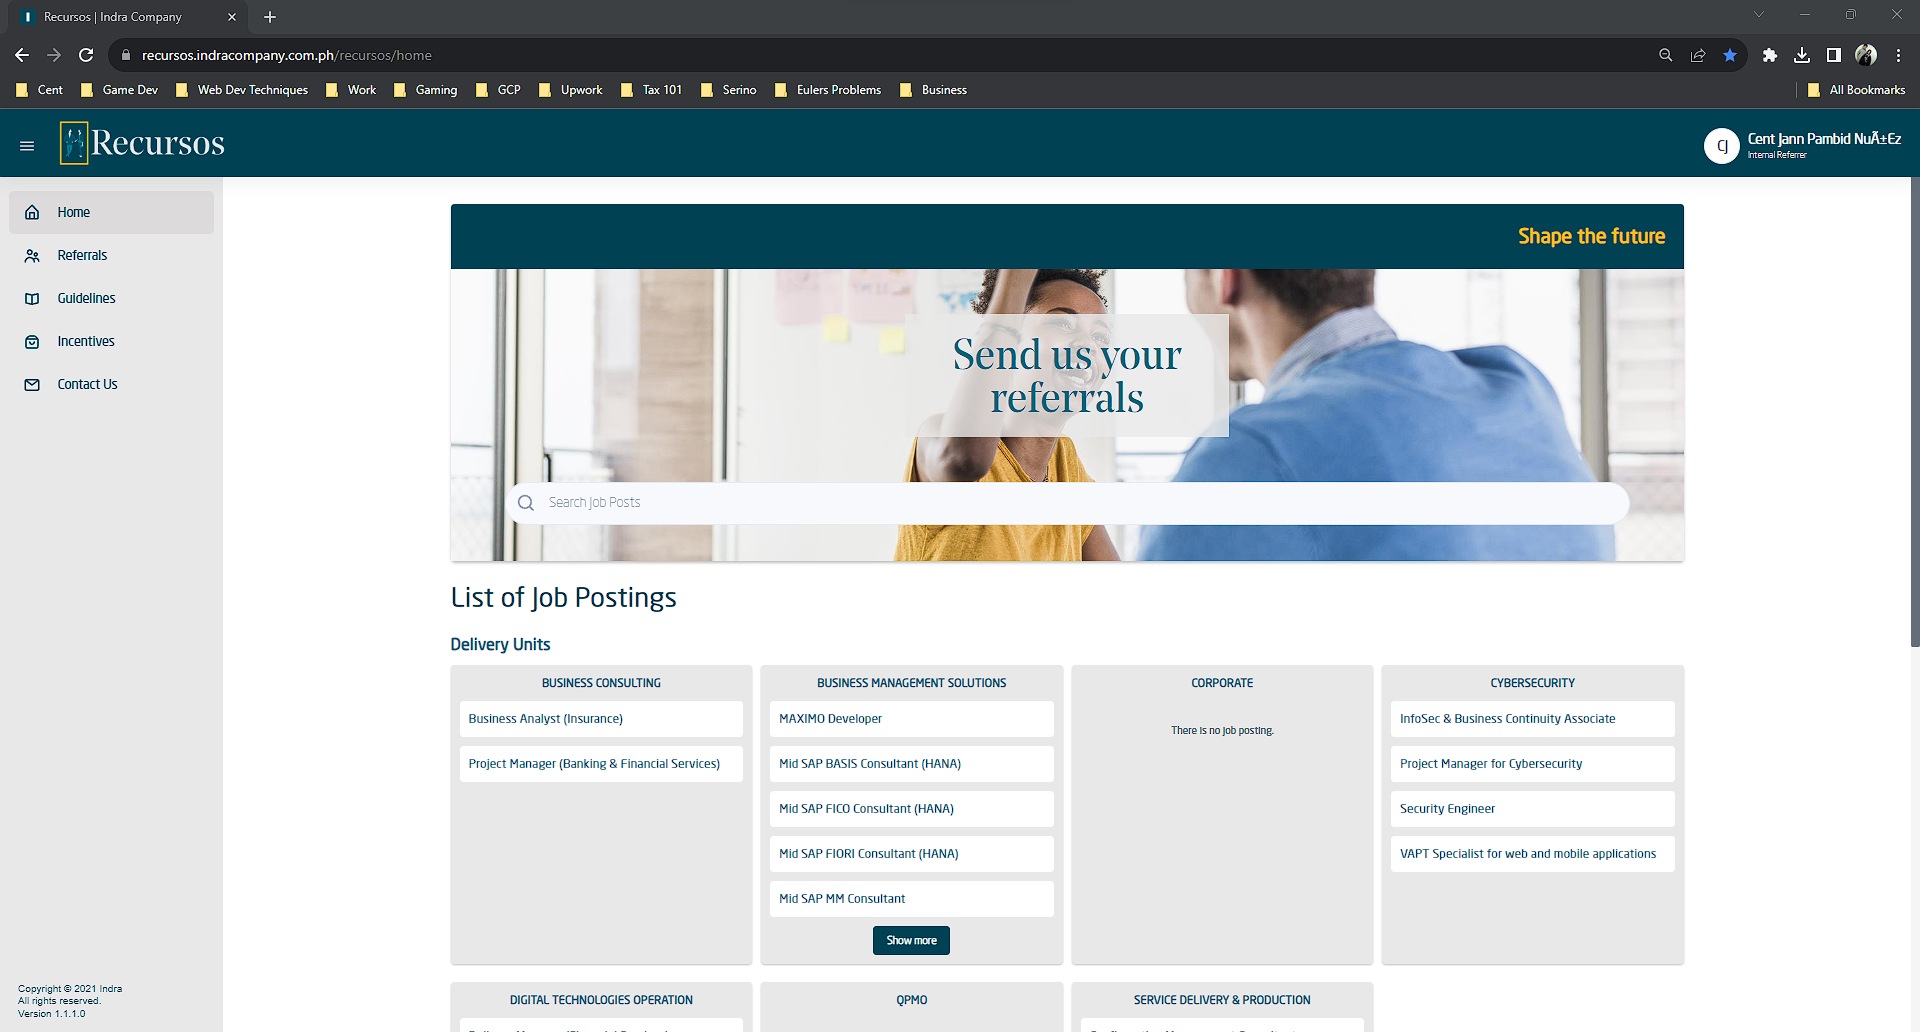 Recursos | Indra Company
recursos.indracompany.com.ph/recursos/home
Cent
Game Dev
Web Dev Techniques
Work
Gaming
GCP
Upwork
Tax 101
Serino
Eulers Problems
Business
All Bookmarks
Recursos
CJ
Cent Jann Pambid NuÃ±Ez
Internal Referrer
Home
Referrals
Guidelines
Incentives
Contact Us
Shape the future
Send us your
referrals
Search Job Posts
List of Job Postings
Delivery Units
BUSINESS CONSULTING
Business Analyst (Insurance)
Project Manager (Banking & Financial Services)
BUSINESS MANAGEMENT SOLUTIONS
MAXIMO Developer
Mid SAP BASIS Consultant (HANA)
Mid SAP FICO Consultant (HANA)
Mid SAP FIORI Consultant (HANA)
Mid SAP MM Consultant
Show more
CORPORATE
There is no job posting.
CYBERSECURITY
InfoSec & Business Continuity Associate
Project Manager for Cybersecurity
Security Engineer
VAPT Specialist for web and mobile applications
DIGITAL TECHNOLOGIES OPERATION
QPMO
SERVICE DELIVERY & PRODUCTION
Copyright © 2021 Indra
All rights reserved.
Version 1.1.1.0